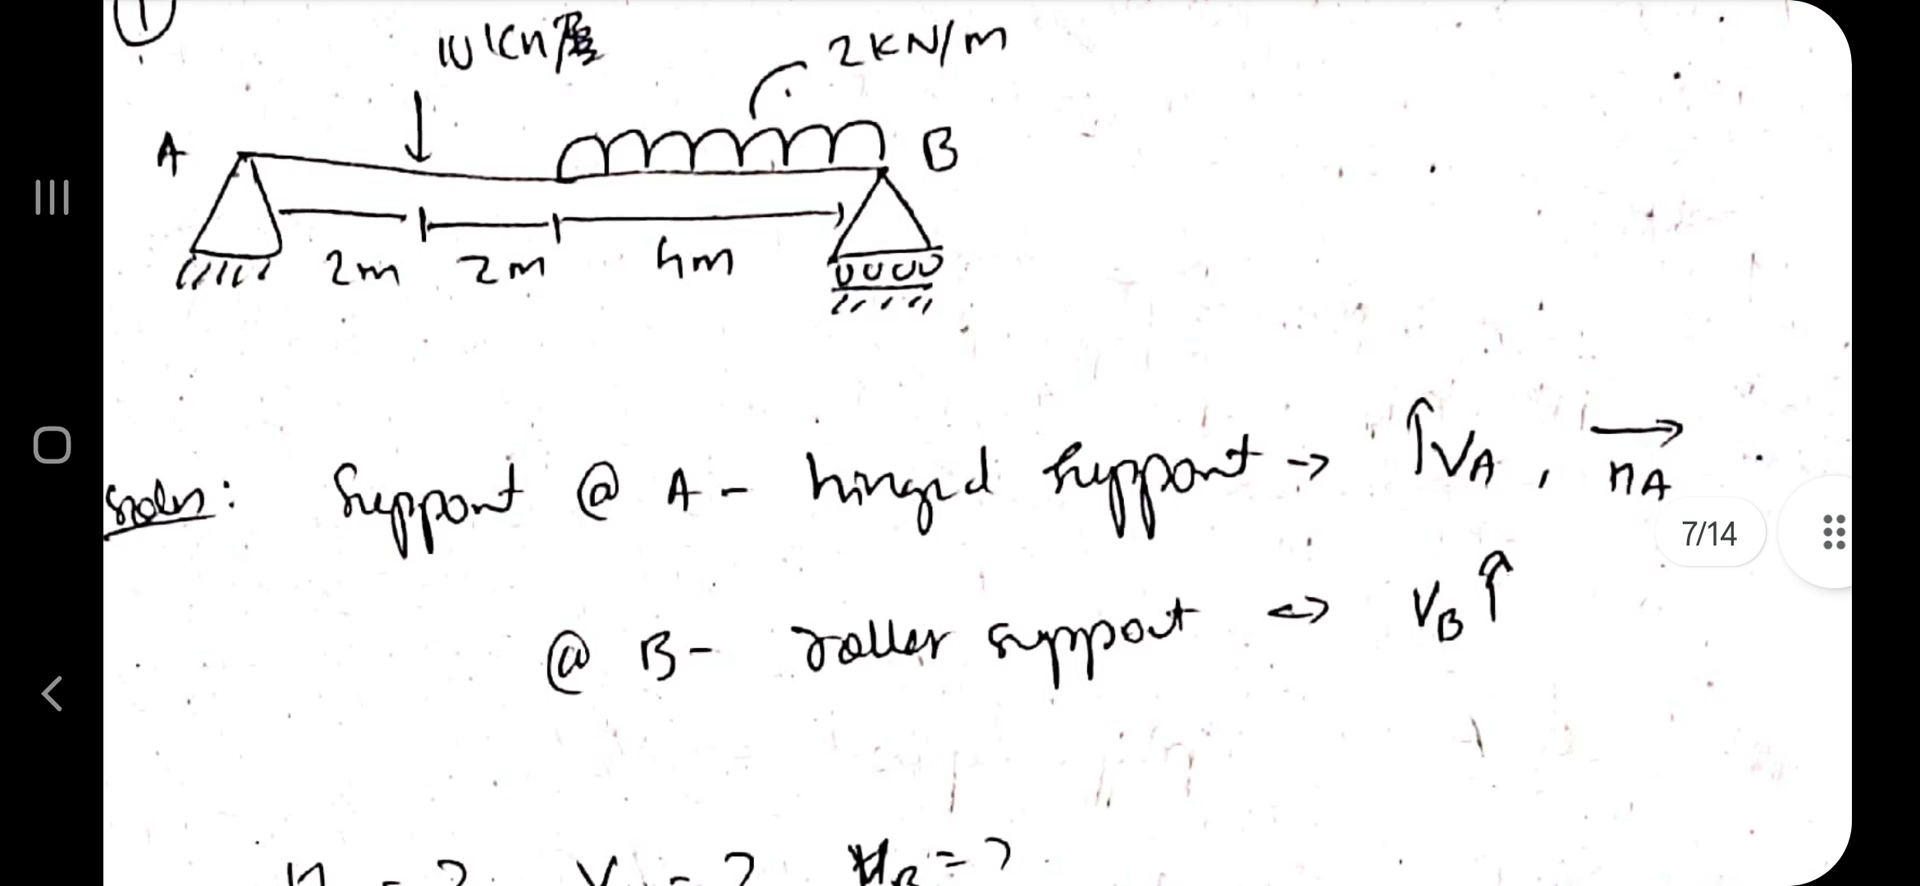 ①
10 kn
2 KN/m
A
B
2m 2m 4m
Soln: Support @ A - hinged support → ↑VA, HA
7/14
@ B- roller support ↔ VB↑
HB = ?